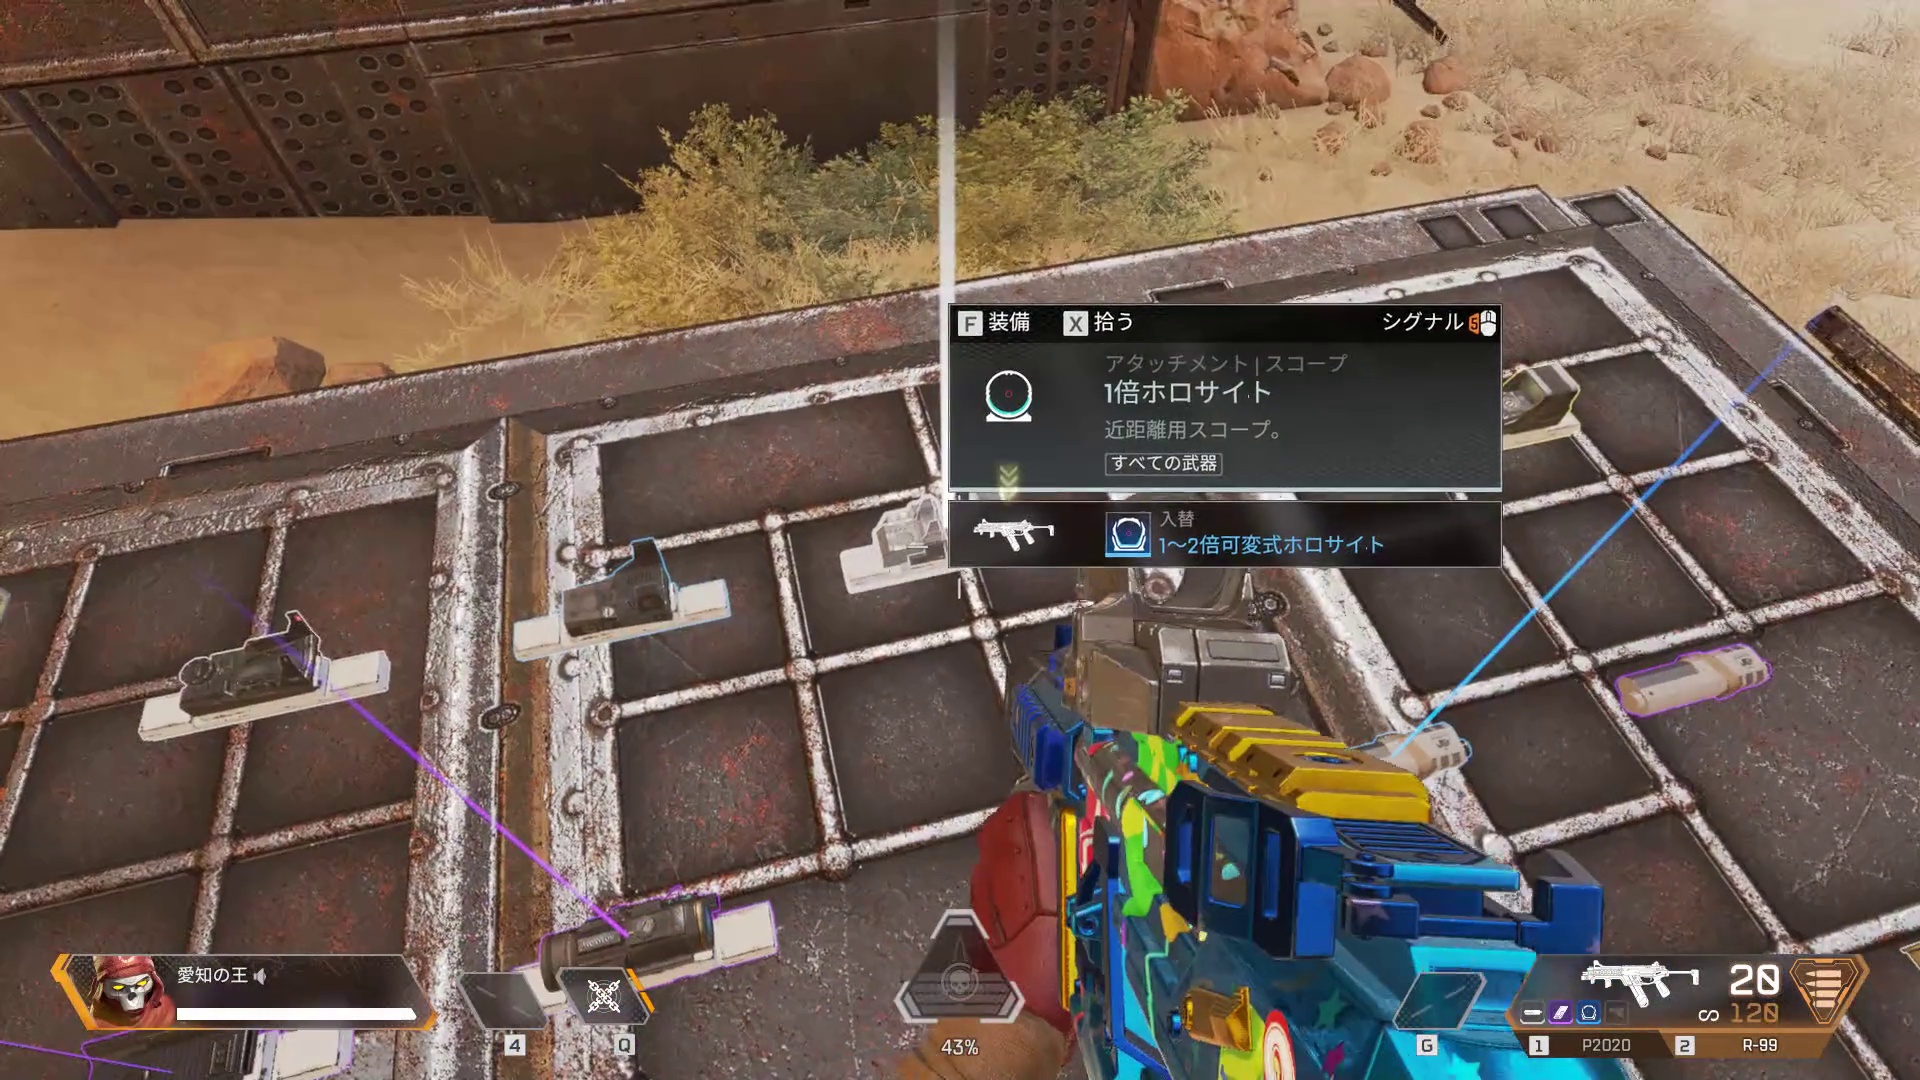 F 装備 X 拾う シグナル 5
アタッチメント | スコープ
1倍ホロサイト
近距離用スコープ。
すべての武器
入替
1～2倍可変式ホロサイト
愛知の王
4 Q
43%
G
20
∞ 120
1 P2020 2 R-99